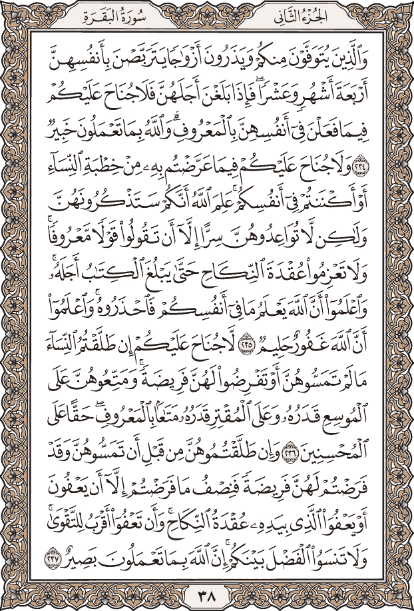 الجزء الثاني
سورة البقرة
وَالَّذِينَ يُتَوَفَّوْنَ مِنكُمْ وَيَذَرُونَ أَزْوَاجًا يَتَرَبَّصْنَ بِأَنفُسِهِنَّ
أَرْبَعَةَ أَشْهُرٍ وَعَشْرًا ۖ فَإِذَا بَلَغْنَ أَجَلَهُنَّ فَلَا جُنَاحَ عَلَيْكُمْ
فِيمَا فَعَلْنَ فِي أَنفُسِهِنَّ بِالْمَعْرُوفِ ۗ وَاللَّهُ بِمَا تَعْمَلُونَ خَبِيرٌ
﴿٢٣٤﴾ وَلَا جُنَاحَ عَلَيْكُمْ فِيمَا عَرَّضْتُم بِهِۦ مِنْ خِطْبَةِ النِّسَآءِ
أَوْ أَكْنَنتُمْ فِي أَنفُسِكُمْ ۚ عَلِمَ اللَّهُ أَنَّكُمْ سَتَذْكُرُونَهُنَّ
وَلَٰكِن لَّا تُوَاعِدُوهُنَّ سِرًّا إِلَّا أَن تَقُولُوا قَوْلًا مَّعْرُوفًا ۚ
وَلَا تَعْزِمُوا عُقْدَةَ النِّكَاحِ حَتَّىٰ يَبْلُغَ الْكِتَٰبُ أَجَلَهُۥ ۚ
وَاعْلَمُوا أَنَّ اللَّهَ يَعْلَمُ مَا فِي أَنفُسِكُمْ فَاحْذَرُوهُ ۚ وَاعْلَمُوا
أَنَّ اللَّهَ غَفُورٌ حَلِيمٌ ﴿٢٣٥﴾ لَّا جُنَاحَ عَلَيْكُمْ إِن طَلَّقْتُمُ النِّسَآءَ
مَا لَمْ تَمَسُّوهُنَّ أَوْ تَفْرِضُوا لَهُنَّ فَرِيضَةً ۚ وَمَتِّعُوهُنَّ عَلَى
الْمُوسِعِ قَدَرُهُۥ وَعَلَى الْمُقْتِرِ قَدَرُهُۥ مَتَٰعًا بِالْمَعْرُوفِ ۖ حَقًّا عَلَى
الْمُحْسِنِينَ ﴿٢٣٦﴾ وَإِن طَلَّقْتُمُوهُنَّ مِن قَبْلِ أَن تَمَسُّوهُنَّ وَقَدْ
فَرَضْتُمْ لَهُنَّ فَرِيضَةً فَنِصْفُ مَا فَرَضْتُمْ إِلَّا أَن يَعْفُونَ
أَوْ يَعْفُوَا الَّذِي بِيَدِهِۦ عُقْدَةُ النِّكَاحِ ۚ وَأَن تَعْفُوا أَقْرَبُ لِلتَّقْوَىٰ ۚ
وَلَا تَنسَوُا الْفَضْلَ بَيْنَكُمْ ۚ إِنَّ اللَّهَ بِمَا تَعْمَلُونَ بَصِيرٌ ﴿٢٣٧﴾
٣٨